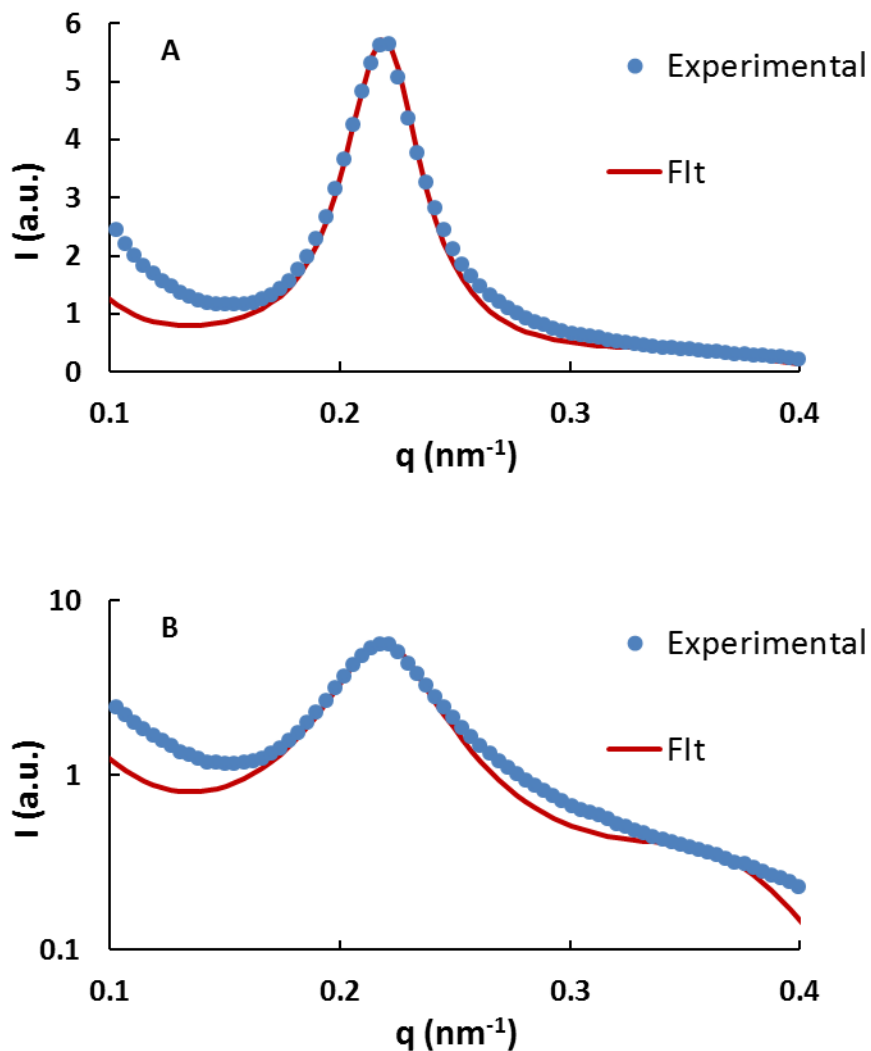 A
6
5
4
3
2
1
0
I (a.u.)
Experimental
FIt
0.1
0.2
0.3
0.4
q (nm⁻¹)
B
10
1
0.1
I (a.u.)
Experimental
FIt
0.1
0.2
0.3
0.4
q (nm⁻¹)